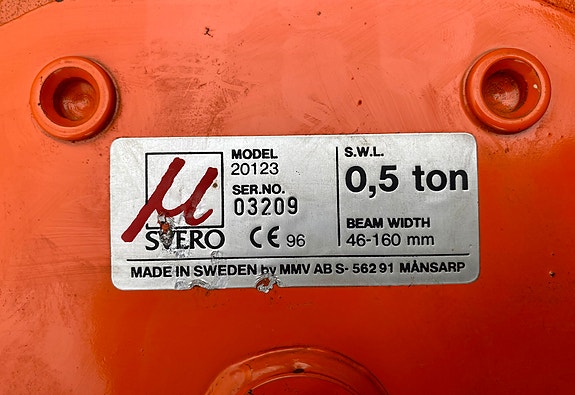 µ
SVERO
MODEL
20123
SER.NO.
03209
CE 96
S.W.L.
0,5 ton
BEAM WIDTH
46-160 mm
MADE IN SWEDEN by MMV AB S- 562 91 MÅNSARP